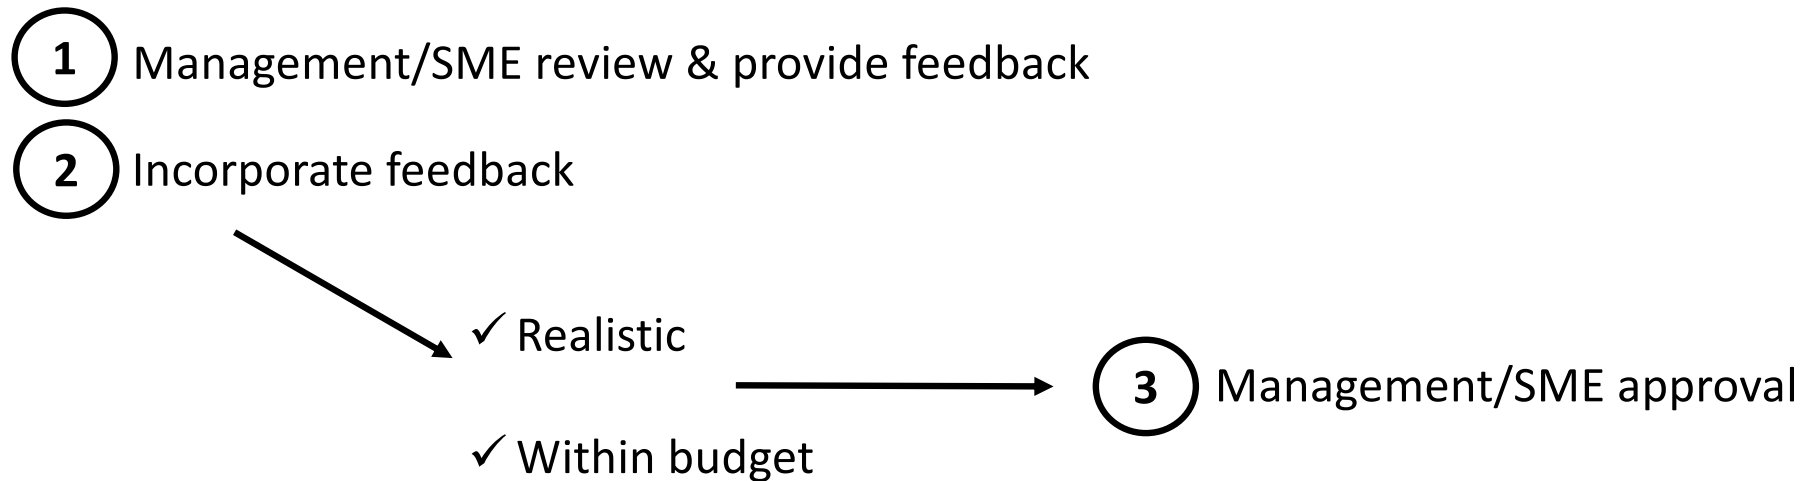 1 Management/SME review & provide feedback
2 Incorporate feedback
✓ Realistic
3 Management/SME approval
✓ Within budget